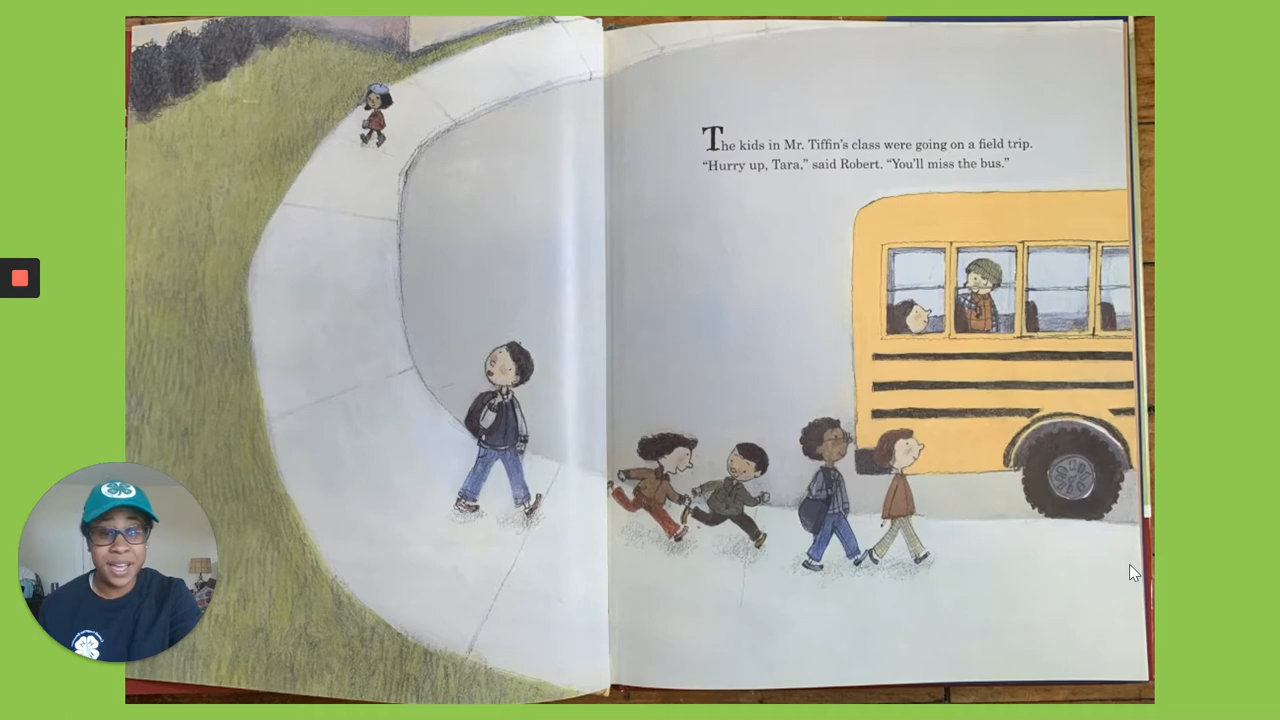 The kids in Mr. Tiffin's class were going on a field trip.
“Hurry up, Tara,” said Robert. “You'll miss the bus.”